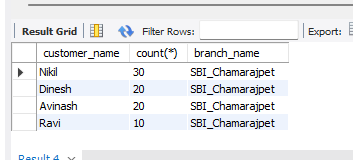 Result Grid Filter Rows: Export:
customer_name count(*) branch_name
Nikil 30 SBI_Chamarajpet
Dinesh 20 SBI_Chamarajpet
Avinash 20 SBI_Chamarajpet
Ravi 10 SBI_Chamarajpet
Result 4